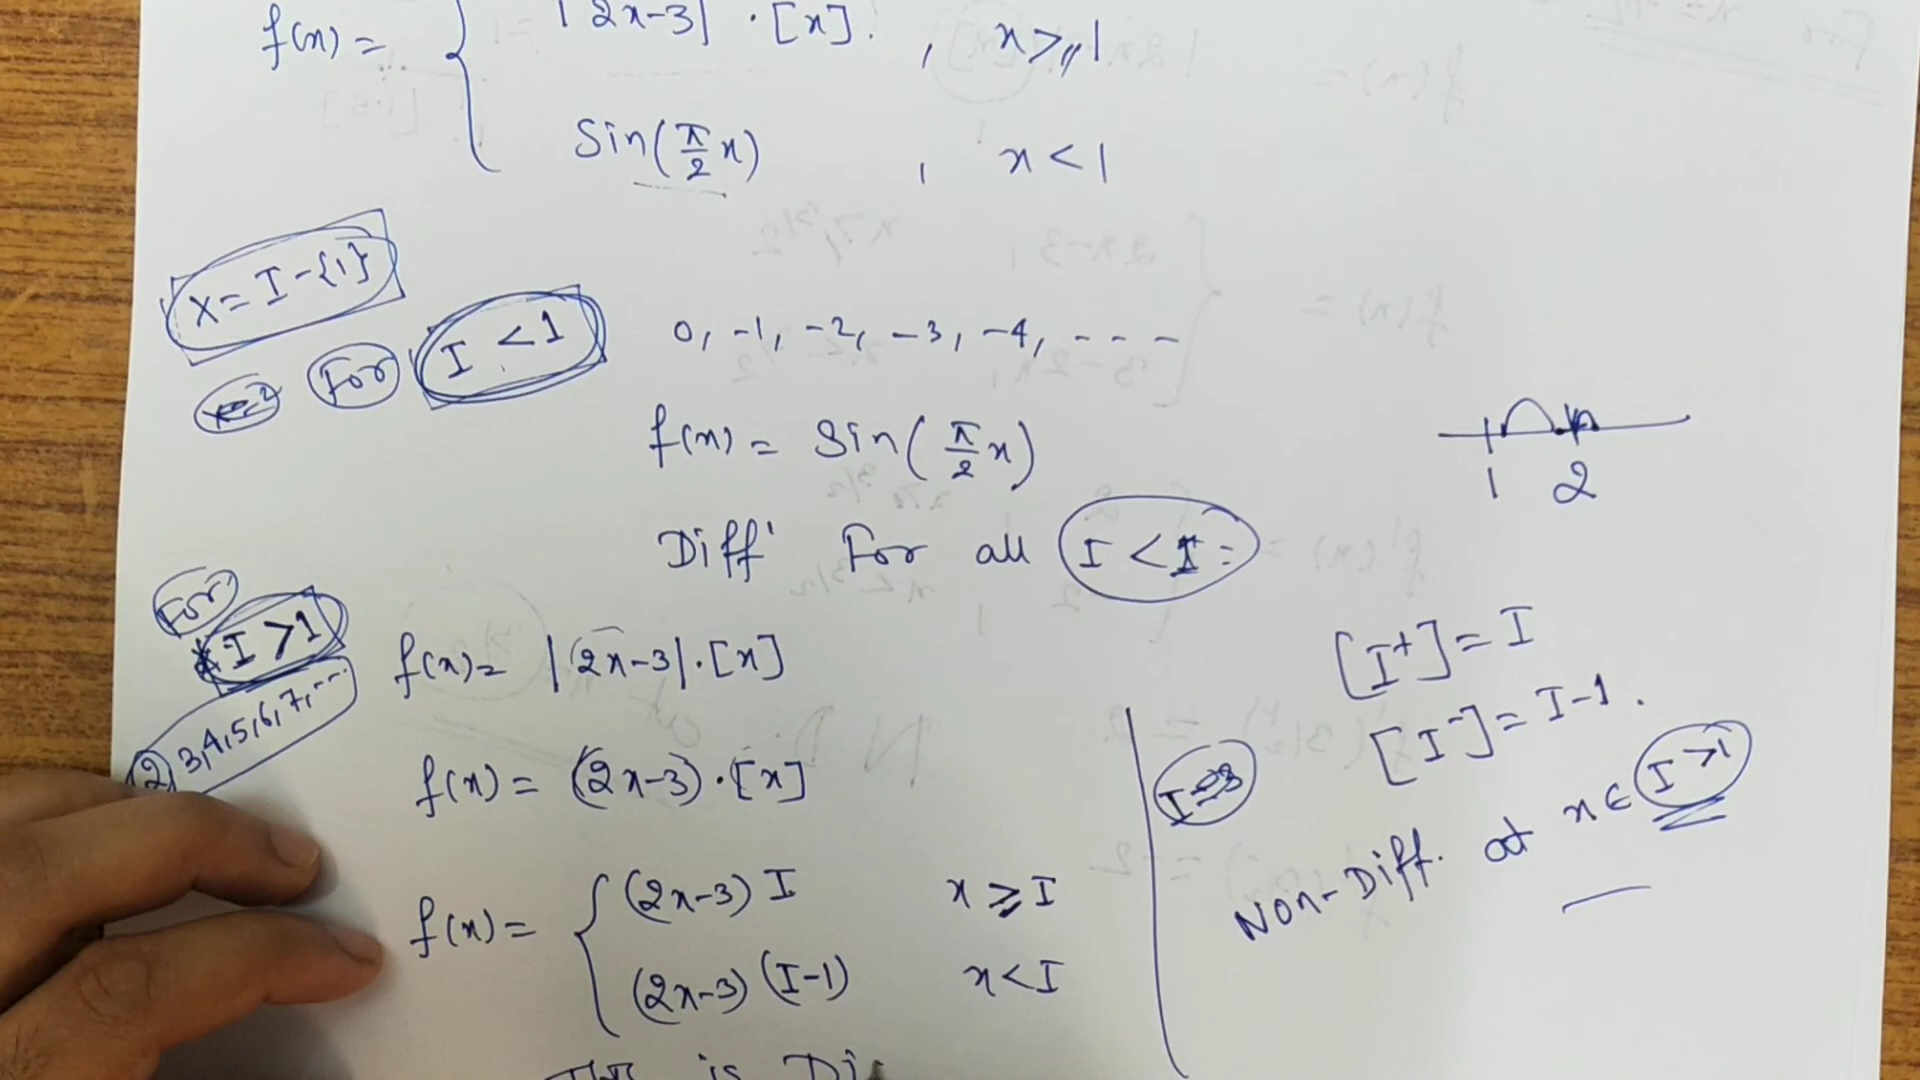 f(x) = { |2x-3| · [x] , x ≥ 1
Sin(π/2 x) , x < 1
x = I - {1}
For I < 1 0, -1, -2, -3, -4, - - -
f(x) = Sin(π/2 x)
1 2
Diff' For all I < I
For
I > 1 f(x) = |2x-3| · [x]
2, 3, 4, 5, 6, 7, ...
f(x) = (2x-3) · [x]
f(x) = { (2x-3) I x ≥ I
(2x-3) (I-1) x < I
is Di
[I⁺] = I
[I⁻] = I-1 .
Non-Diff. at x ∈ I > 1